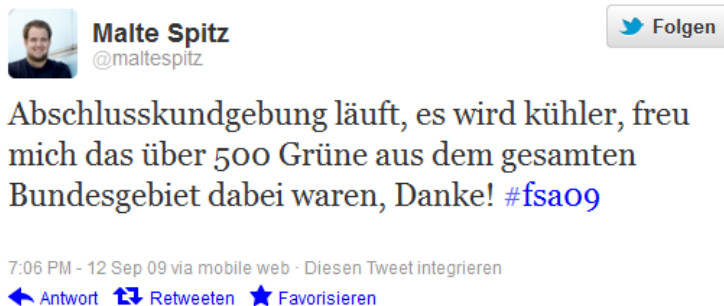 Malte Spitz
@maltespitz
Folgen
Abschlusskundgebung läuft, es wird kühler, freu
mich das über 500 Grüne aus dem gesamten
Bundesgebiet dabei waren, Danke! #fsa09
7:06 PM - 12 Sep 09 via mobile web · Diesen Tweet integrieren
Antwort Retweeten Favorisieren